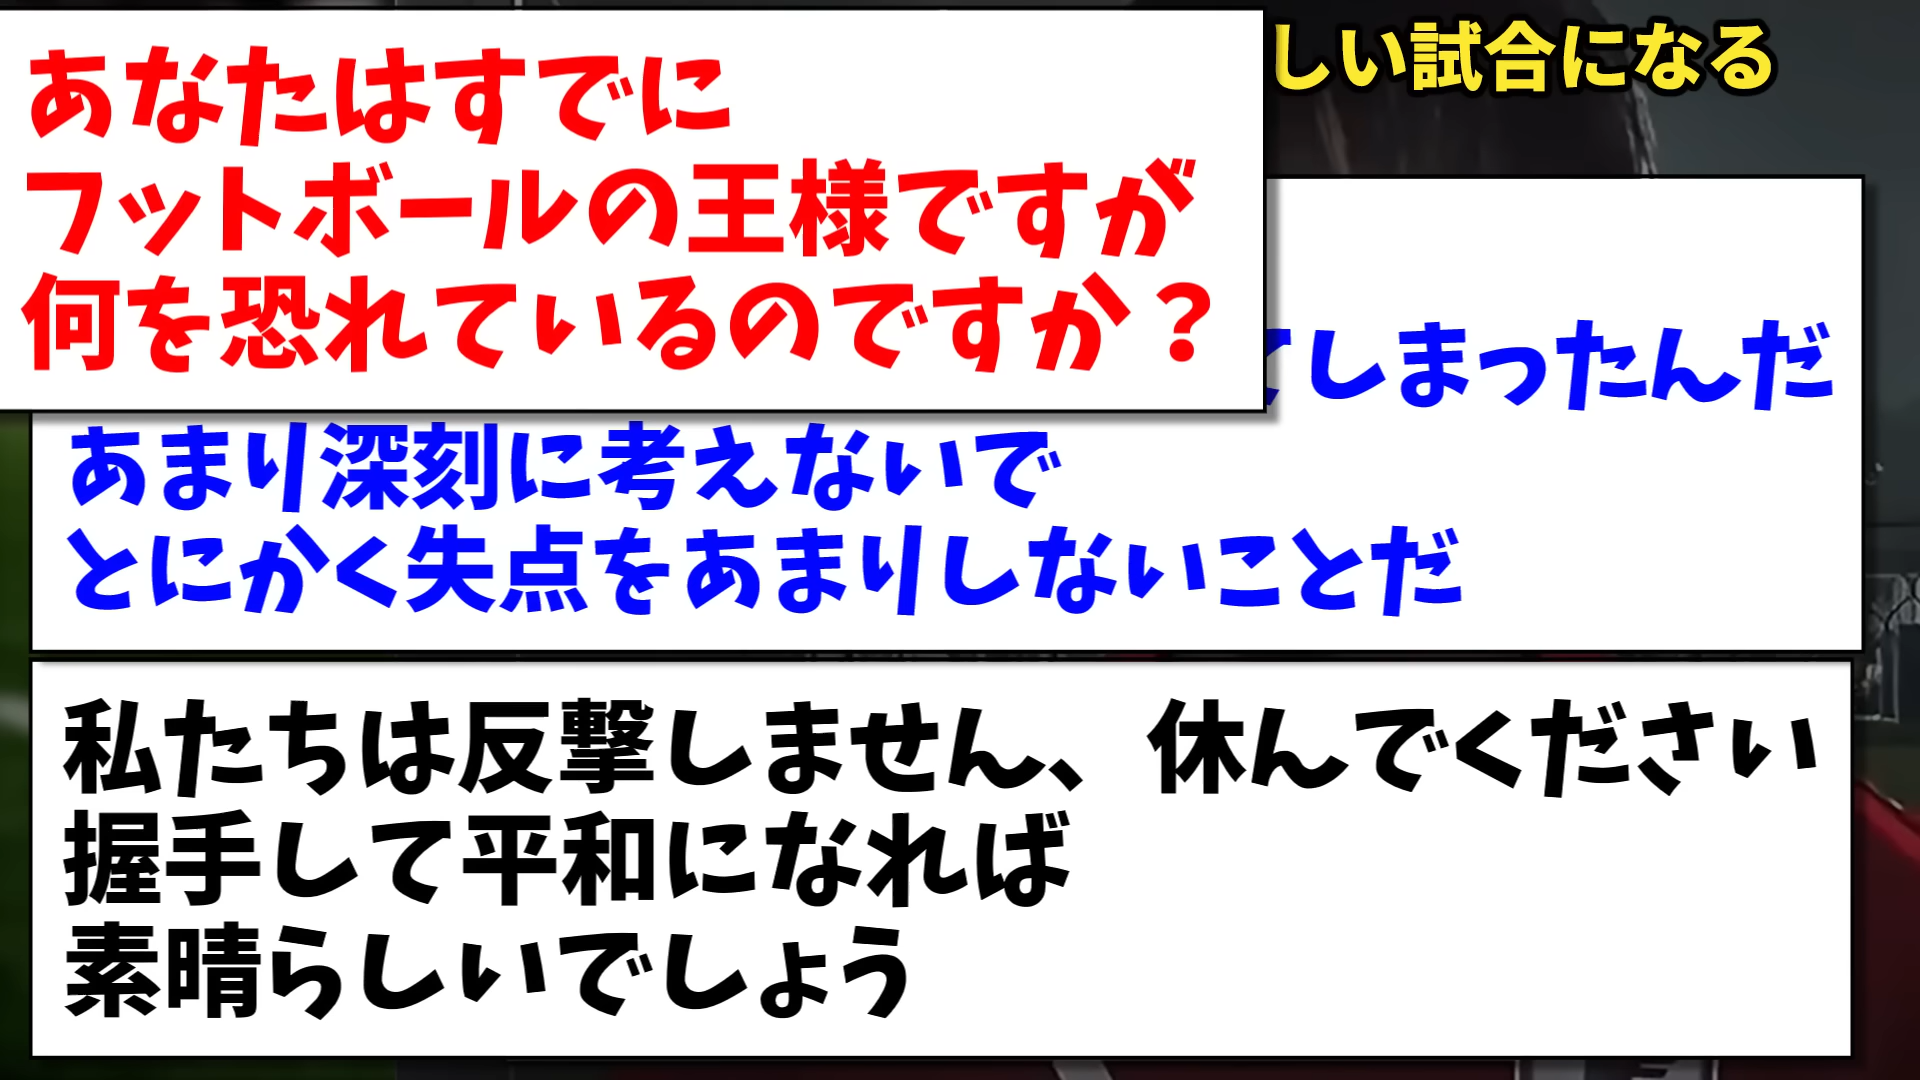 しい試合になる
あなたはすでに
フットボールの王様ですが
何を恐れているのですか？
てしまったんだ
あまり深刻に考えないで
とにかく失点をあまりしないことだ
私たちは反撃しません、休んでください
握手して平和になれば
素晴らしいでしょう